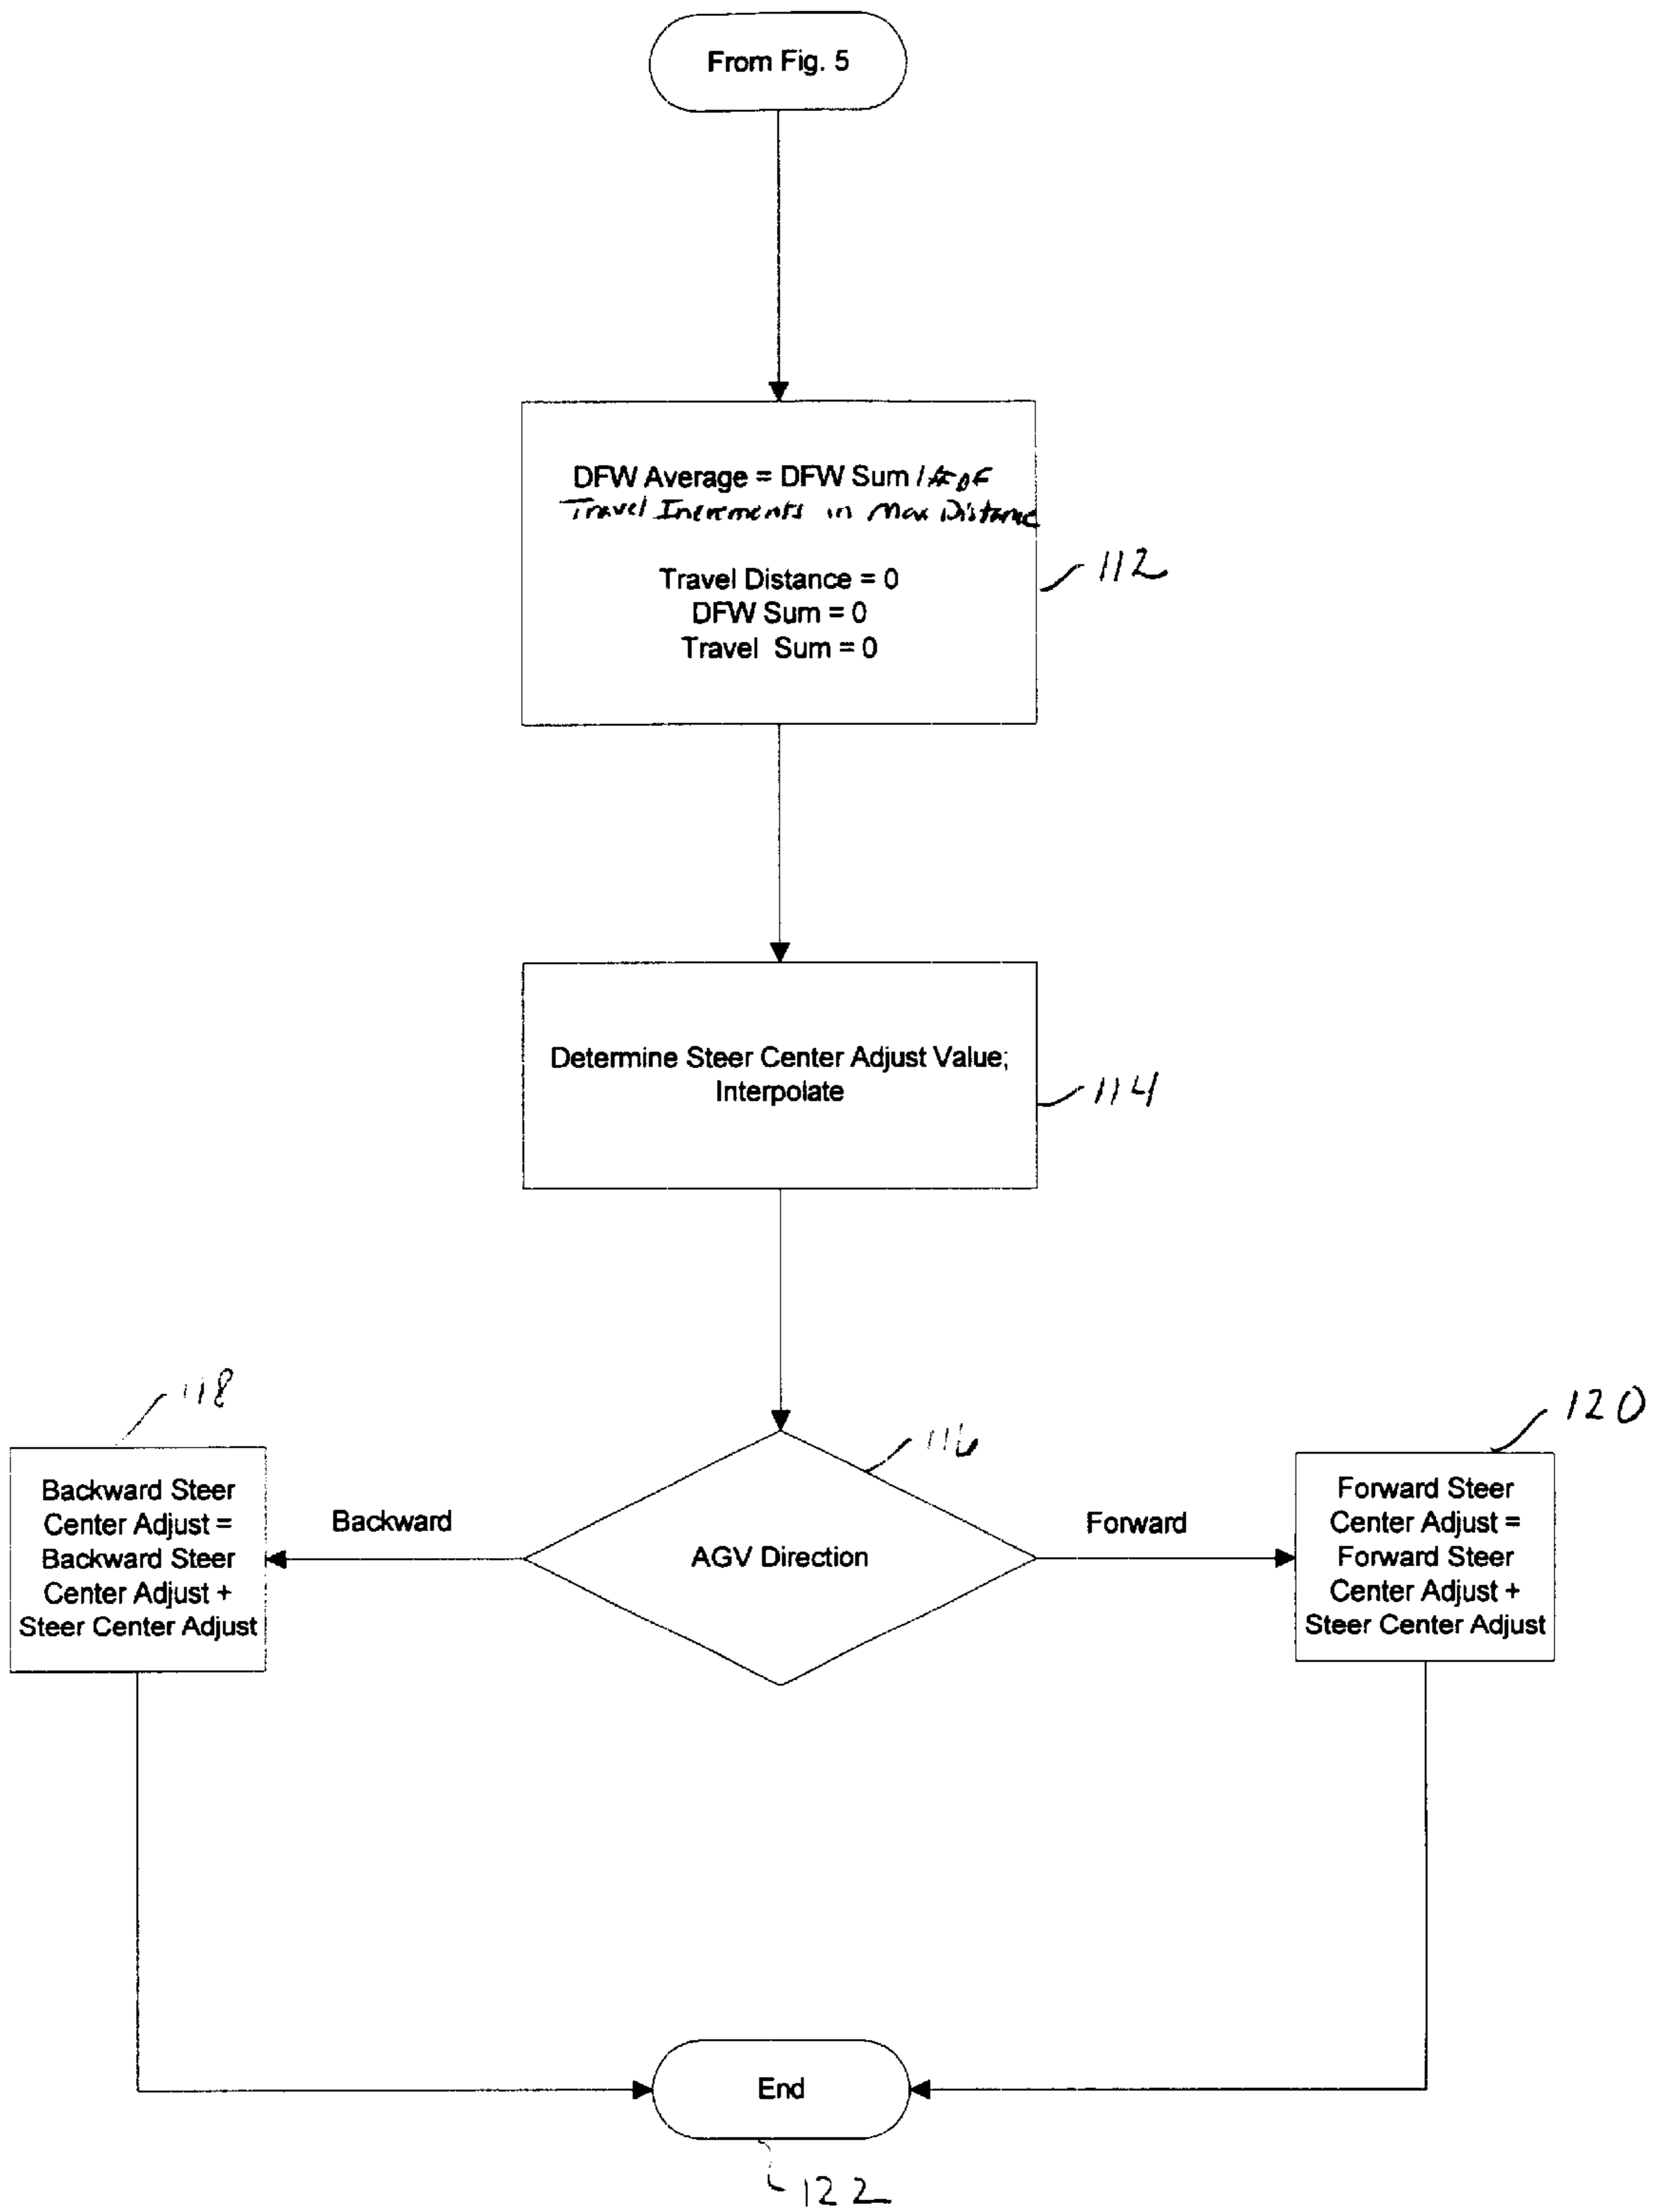 From Fig. 5
DFW Average = DFW Sum / # OF
Travel Increments in Max Distance
Travel Distance = 0
DFW Sum = 0
Travel Sum = 0
112
Determine Steer Center Adjust Value;
Interpolate
114
118
116
120
Backward Steer
Center Adjust =
Backward Steer
Center Adjust +
Steer Center Adjust
Backward
AGV Direction
Forward
Forward Steer
Center Adjust =
Forward Steer
Center Adjust +
Steer Center Adjust
End
122